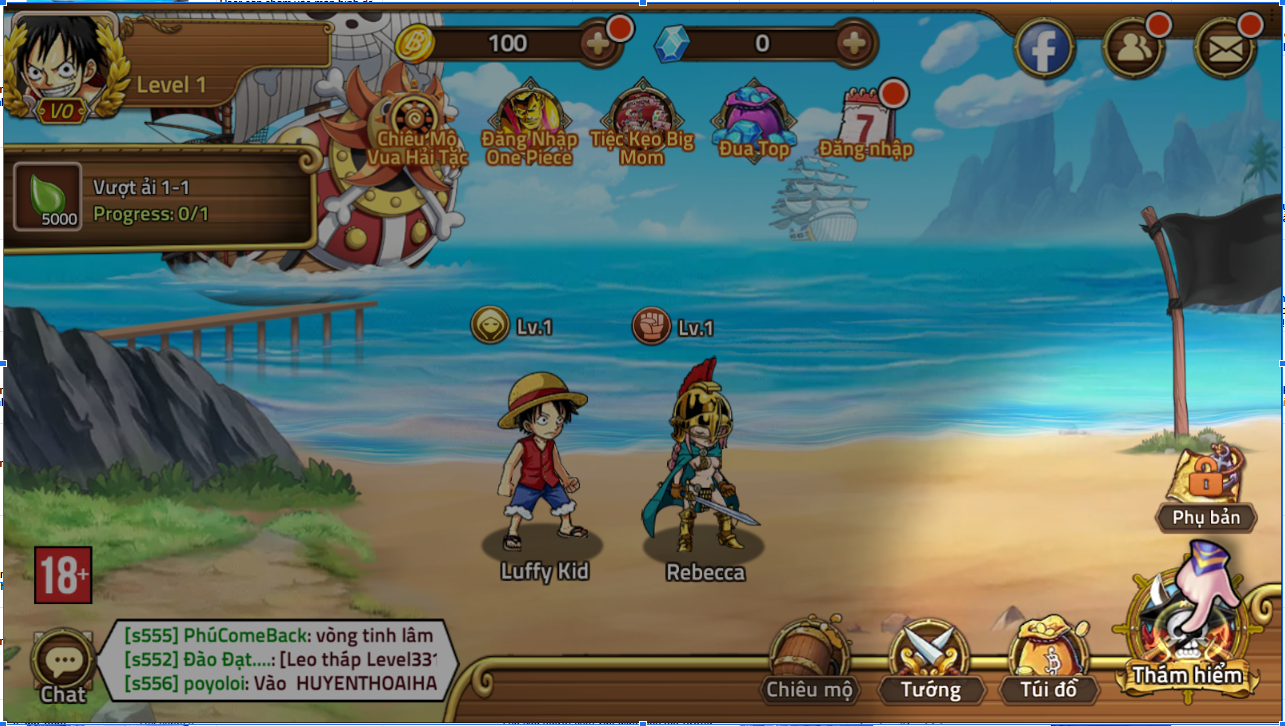 100
0
Level 1
V0
Chiêu Mộ
Vua Hải Tặc
Đăng Nhập
One Piece
Tiệc Kẹo Big
Mom
Đua Top
7
Đăng nhập
Vượt ải 1-1
5000
Progress: 0/1
Lv.1
Lv.1
Luffy Kid
Rebecca
Phụ bản
18+
[s555] PhúComeBack: vòng tinh lâm
[s552] Đào Đạt....: [Leo tháp Level331
[s556] poyoloi: Vào HUYENTHOAIHA
Chat
Chiêu mộ
Tướng
Túi đồ
Thám hiểm